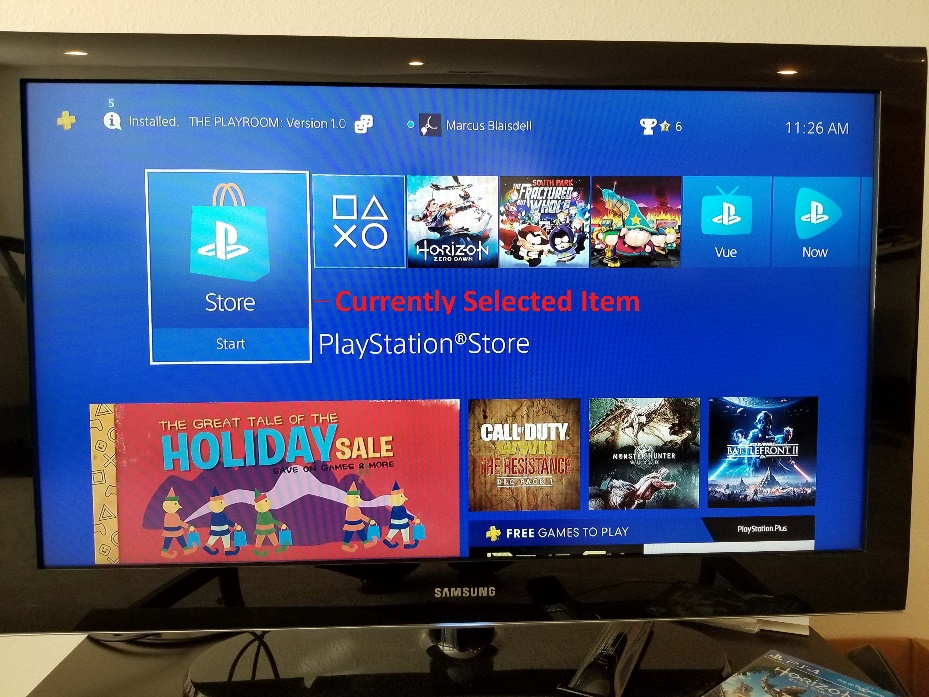 5
Installed. THE PLAYROOM: Version 1.0
Marcus Blaisdell
6
11:26 AM
Store
Start
HORIZON
ZERO DAWN
SOUTH PARK
THE FRACTURED
BUT WHOLE
Vue
Now
Currently Selected Item
PlayStation®Store
THE GREAT TALE OF THE
HOLIDAY SALE
SAVE ON GAMES & MORE
CALL OF DUTY
WWII
THE RESISTANCE
DLC PACK 1
MONSTER HUNTER
WORLD
STAR WARS
BATTLEFRONT II
FREE GAMES TO PLAY
PlayStation Plus
SAMSUNG
HORIZON